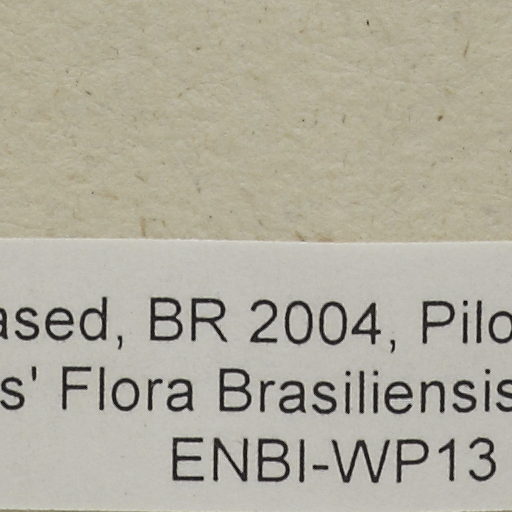 ased, BR 2004, Pilo
s' Flora Brasiliensis
ENBI-WP13